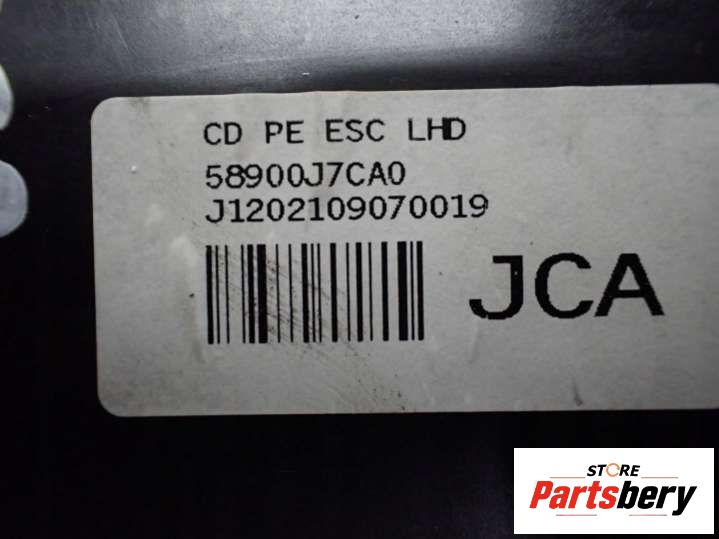 CD PE ESC LHD
58900J7CA0
J1202109070019
JCA
STORE
Partsbery